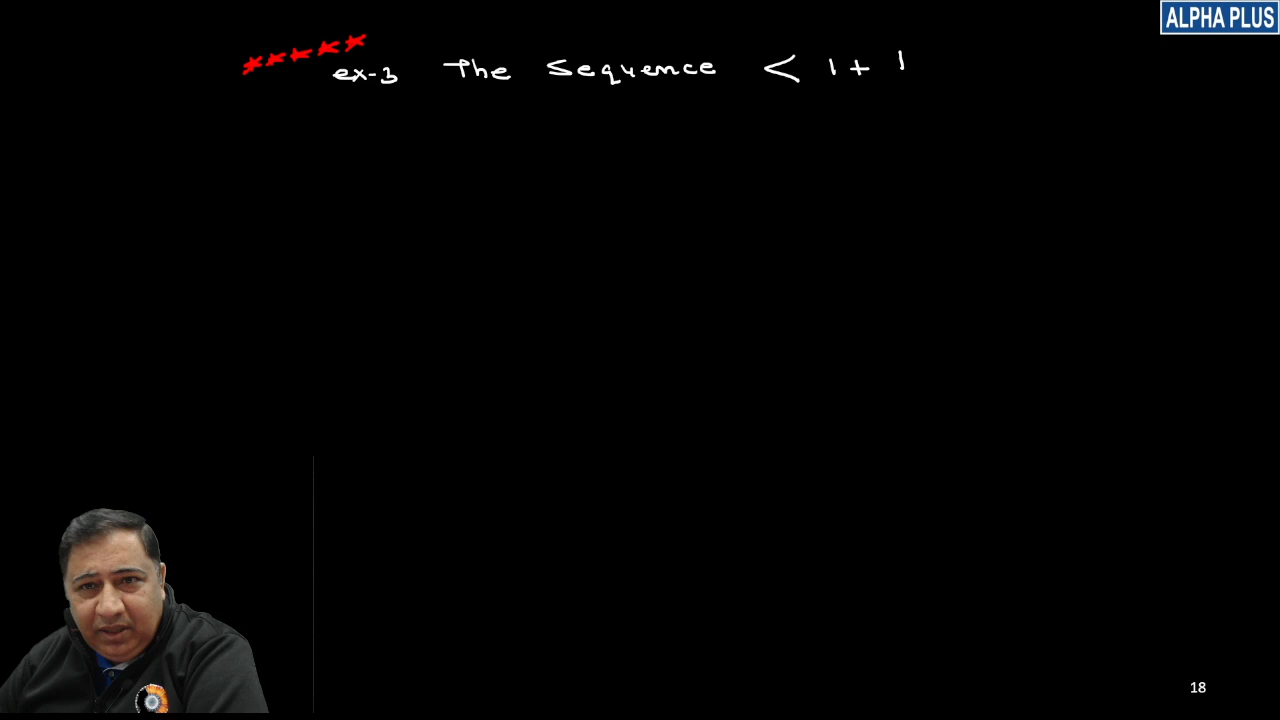 ALPHA PLUS
***** ex-3 The Sequence < 1 + 1
18